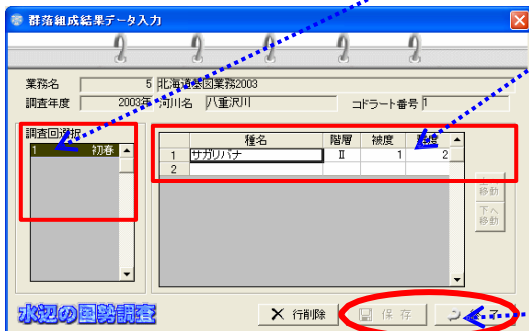 群落組成結果データ入力
業務名 5 北海道基図業務2003
調査年度 2003年 河川名 八重沢川 コドラート番号 1
調査回選択
1 初春
種名 階層 被度 群度
1 サガリバナ Ⅱ 1 2
2
移動
下へ
移動
水辺の国勢調査
行削除 保存 終了